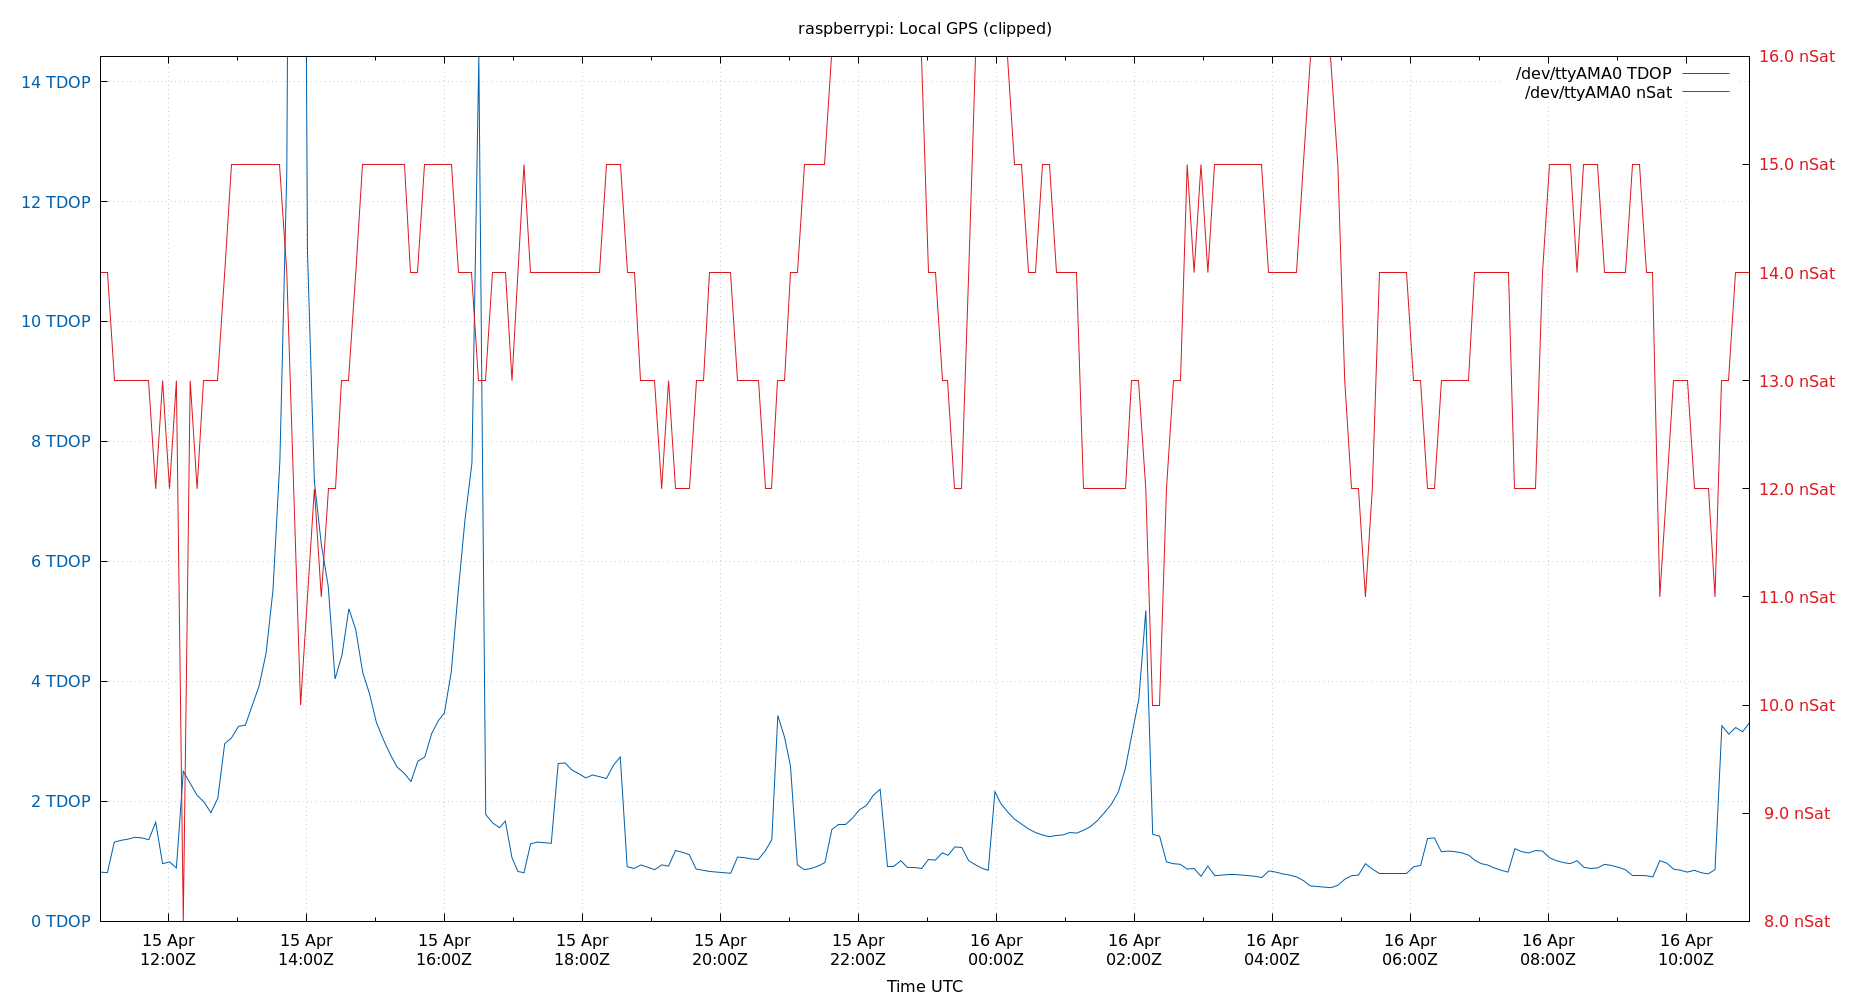 raspberrypi: Local GPS (clipped)
/dev/ttyAMA0 TDOP
/dev/ttyAMA0 nSat
14 TDOP
12 TDOP
10 TDOP
8 TDOP
6 TDOP
4 TDOP
2 TDOP
0 TDOP
16.0 nSat
15.0 nSat
14.0 nSat
13.0 nSat
12.0 nSat
11.0 nSat
10.0 nSat
9.0 nSat
8.0 nSat
15 Apr 15 Apr 15 Apr 15 Apr 15 Apr 15 Apr 16 Apr 16 Apr 16 Apr 16 Apr 16 Apr 16 Apr
12:00Z 14:00Z 16:00Z 18:00Z 20:00Z 22:00Z 00:00Z 02:00Z 04:00Z 06:00Z 08:00Z 10:00Z
Time UTC